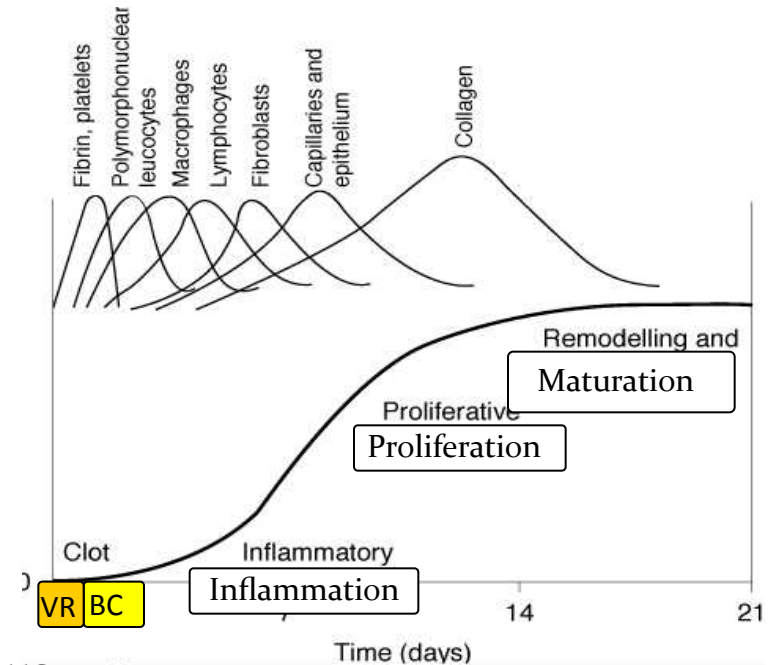 Fibrin, platelets
Polymorphonuclear
leucocytes
Macrophages
Lymphocytes
Fibroblasts
Capillaries and
epithelium
Collagen
Remodelling and
Maturation
Proliferative
Proliferation
Clot
Inflammatory
Inflammation
0
VR
BC
14
21
Time (days)